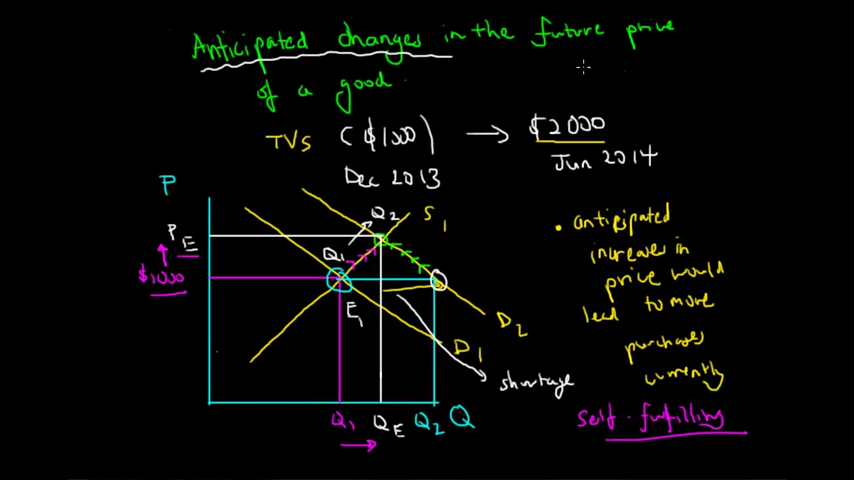 Anticipated changes in the future price
of a good
TVs ($1000) → $2000
Dec 2013
Jun 2014
P
PE
$1000
Q1
Q2
S1
E1
D2
D1
shortage
Q1
QE
Q2
Q
• anticipated
increases in
price would
lead to more
purchases
currently
self-fulfilling